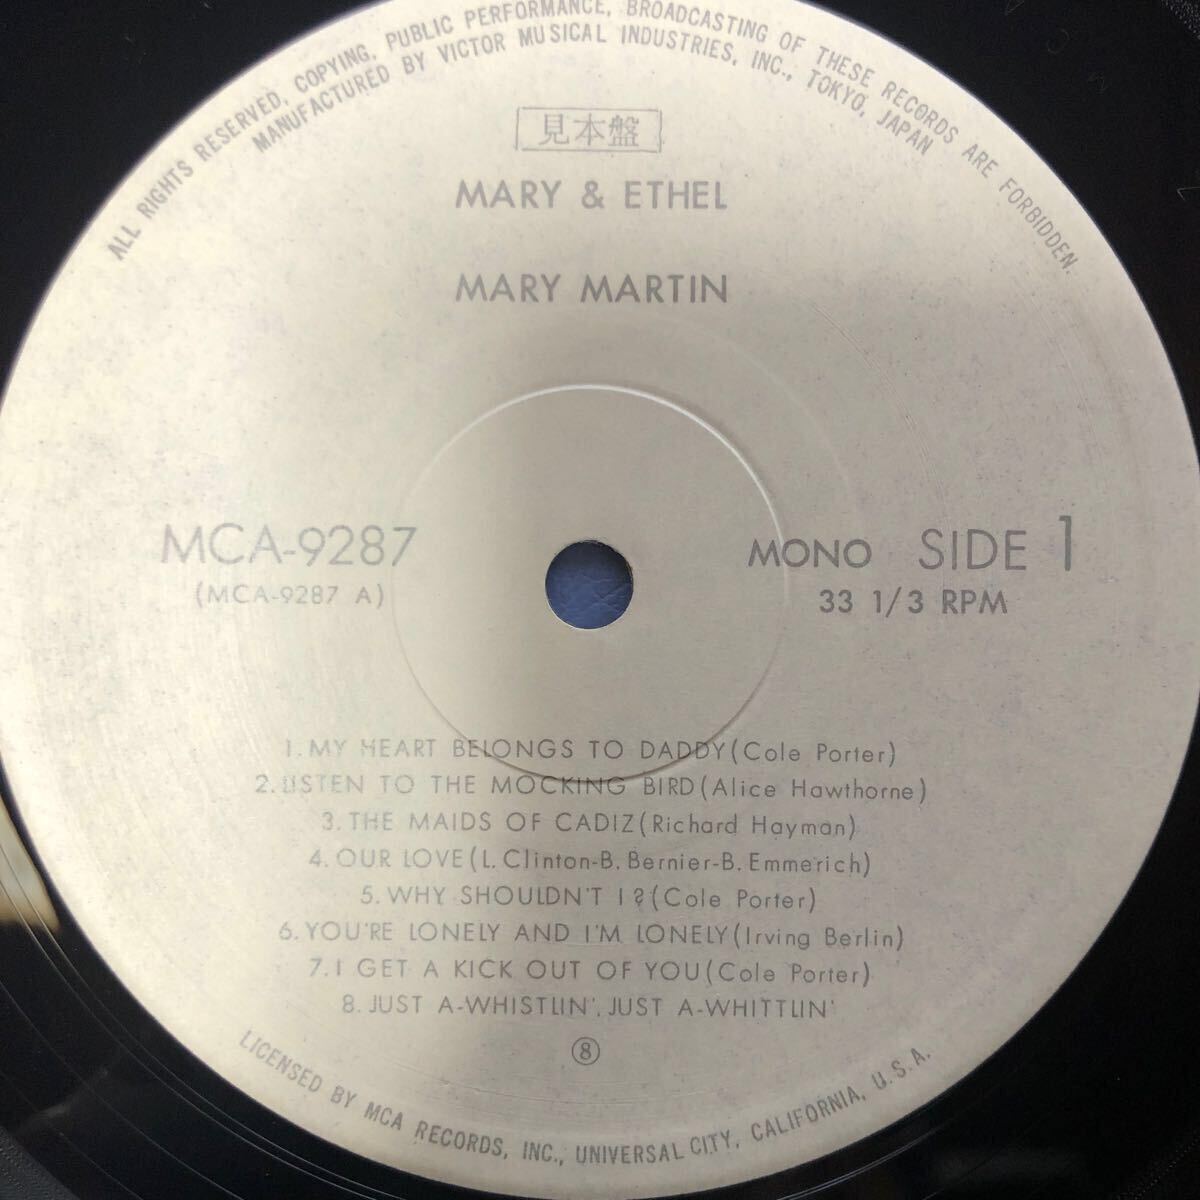 ALL RIGHTS RESERVED, COPYING, PUBLIC PERFORMANCE, BROADCASTING OF THESE RECORDS ARE FORBIDDEN.
MANUFACTURED BY VICTOR MUSICAL INDUSTRIES, INC., TOKYO, JAPAN
見本盤
MARY & ETHEL
MARY MARTIN
MCA-9287
(MCA-9287 A)
MONO SIDE 1
33 1/3 RPM
1. MY HEART BELONGS TO DADDY (Cole Porter)
2. LISTEN TO THE MOCKING BIRD (Alice Hawthorne)
3. THE MAIDS OF CADIZ (Richard Hayman)
4. OUR LOVE (L. Clinton-B. Bernier-B. Emmerich)
5. WHY SHOULDN'T I? (Cole Porter)
6. YOU'RE LONELY AND I'M LONELY (Irving Berlin)
7. I GET A KICK OUT OF YOU (Cole Porter)
8. JUST A-WHISTLIN', JUST A-WHITTLIN'
⑧
LICENSED BY MCA RECORDS, INC., UNIVERSAL CITY, CALIFORNIA, U.S.A.